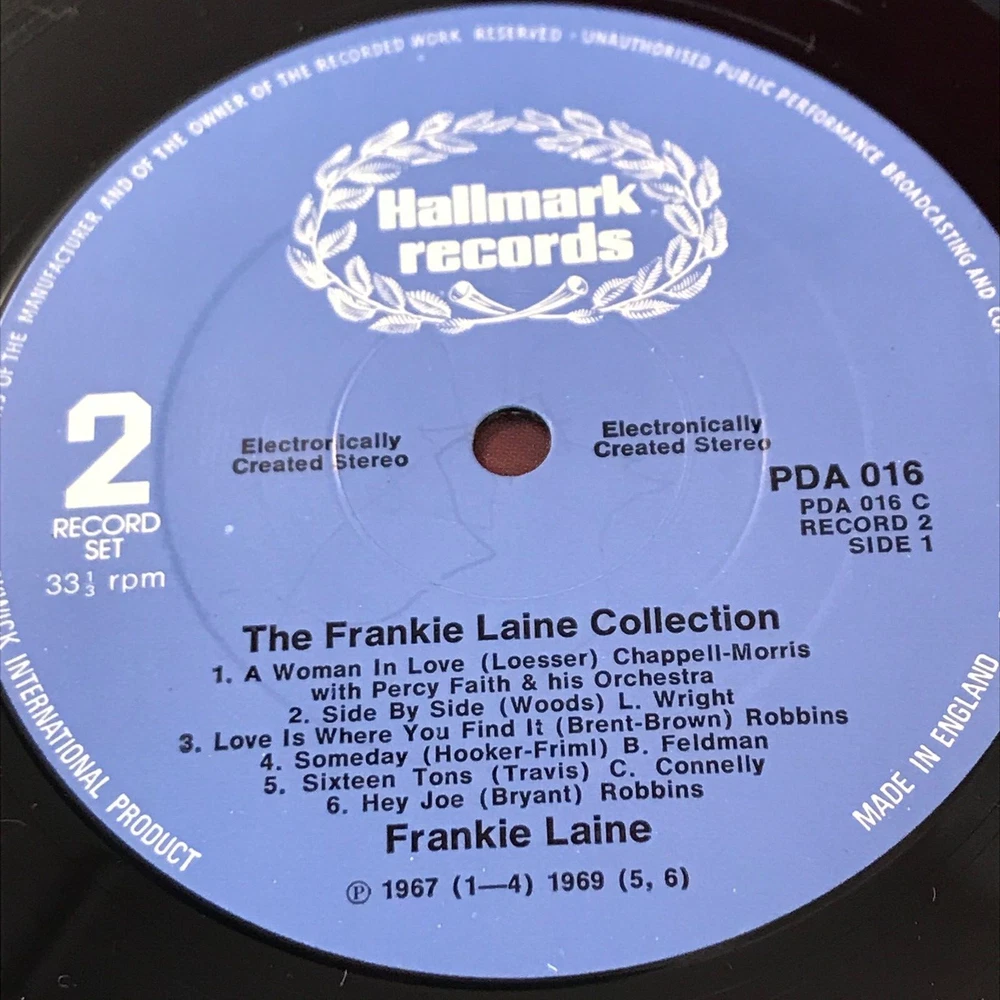 OF THE MANUFACTURER AND OF THE OWNER OF THE RECORDED WORK RESERVED · UNAUTHORISED PUBLIC PERFORMANCE BROADCASTING AND
Hallmark
records
2
RECORD
SET
33⅓ rpm
Electronically
Created Stereo
Electronically
Created Stereo
PDA 016
PDA 016 C
RECORD 2
SIDE 1
The Frankie Laine Collection
1. A Woman In Love (Loesser) Chappell-Morris
with Percy Faith & his Orchestra
2. Side By Side (Woods) L. Wright
3. Love Is Where You Find It (Brent-Brown) Robbins
4. Someday (Hooker-Friml) B. Feldman
5. Sixteen Tons (Travis) C. Connelly
6. Hey Joe (Bryant) Robbins
Frankie Laine
℗ 1967 (1—4) 1969 (5, 6)
INTERNATIONAL PRODUCT
MADE IN ENGLAND